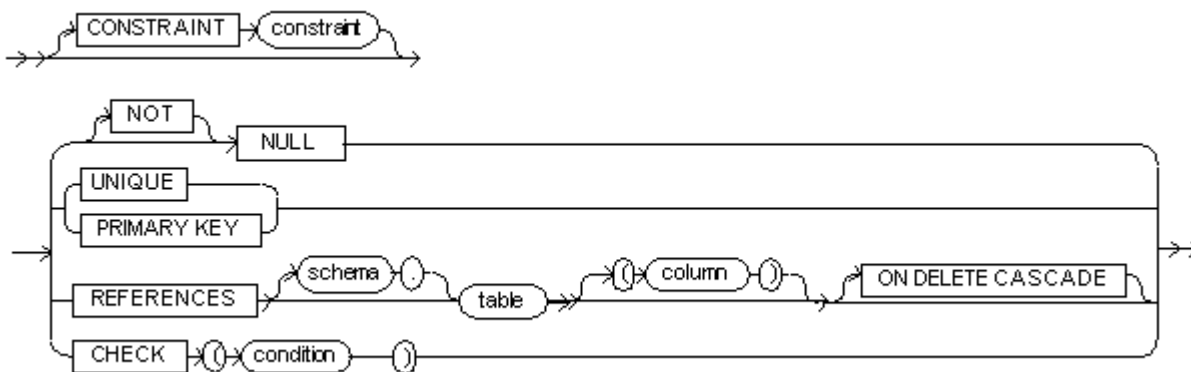 CONSTRAINT constraint
NOT
NULL
UNIQUE
PRIMARY KEY
schema .
( column )
ON DELETE CASCADE
REFERENCES table
CHECK ( condition )